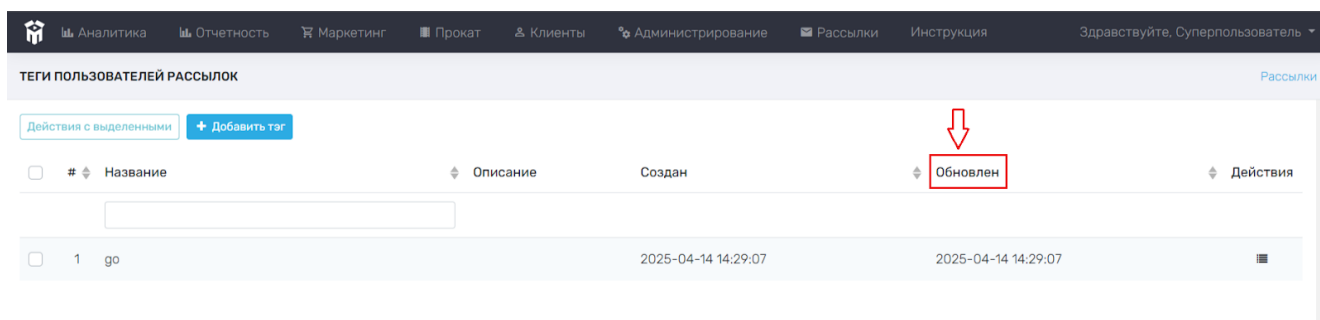 Аналитика Отчетность Маркетинг Прокат Клиенты Администрирование Рассылки Инструкция Здравствуйте, Суперпользователь
ТЕГИ ПОЛЬЗОВАТЕЛЕЙ РАССЫЛОК Рассылки
Действия с выделенными + Добавить тэг
# Название Описание Создан Обновлен Действия
1 go 2025-04-14 14:29:07 2025-04-14 14:29:07